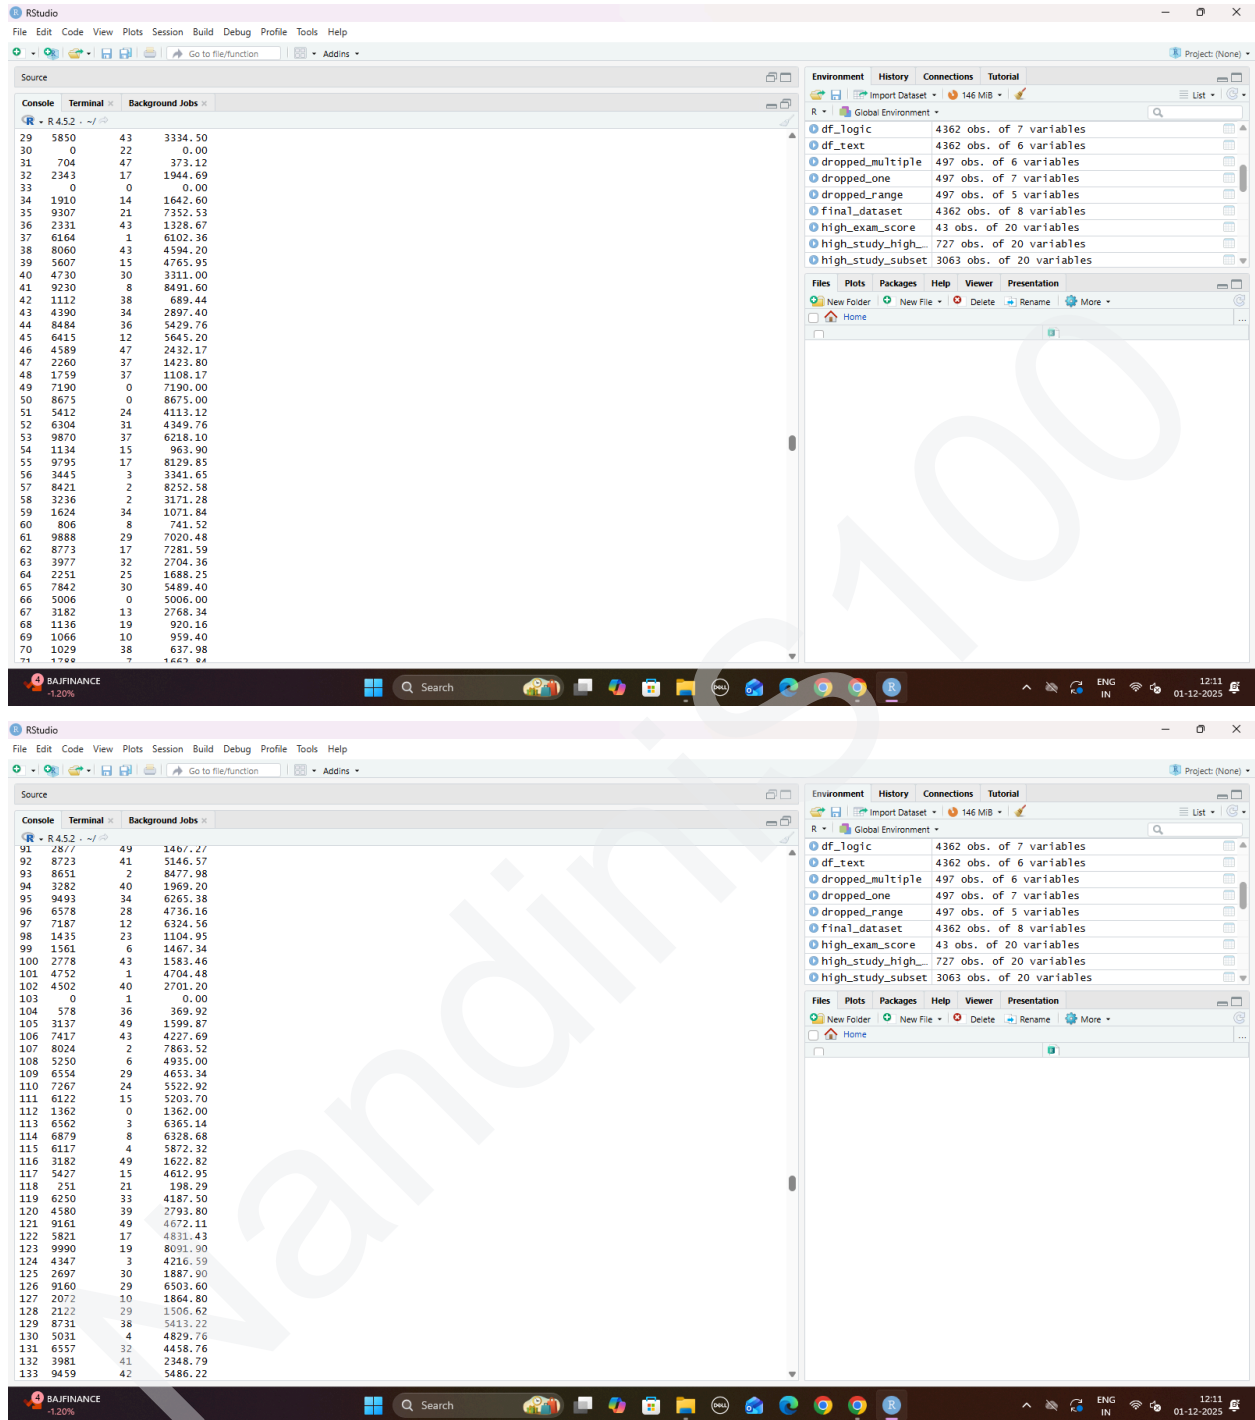 RStudio
File Edit Code View Plots Session Build Debug Profile Tools Help
Go to file/function Addins Project: (None)
Source
Console Terminal Background Jobs
R 4.5.2 · ~/
29 5850 43 3334.50
30 0 22 0.00
31 704 47 373.12
32 2343 17 1944.69
33 0 0 0.00
34 1910 14 1642.60
35 9307 21 7352.53
36 2331 43 1328.67
37 6164 1 6102.36
38 8060 43 4594.20
39 5607 15 4765.95
40 4730 30 3311.00
41 9230 8 8491.60
42 1112 38 689.44
43 4390 34 2897.40
44 8484 36 5429.76
45 6415 12 5645.20
46 4589 47 2432.17
47 2260 37 1423.80
48 1759 37 1108.17
49 7190 0 7190.00
50 8675 0 8675.00
51 5412 24 4113.12
52 6304 31 4349.76
53 9870 37 6218.10
54 1134 15 963.90
55 9795 17 8129.85
56 3445 3 3341.65
57 8421 2 8252.58
58 3236 2 3171.28
59 1624 34 1071.84
60 806 8 741.52
61 9888 29 7020.48
62 8773 17 7281.59
63 3977 32 2704.36
64 2251 25 1688.25
65 7842 30 5489.40
66 5006 0 5006.00
67 3182 13 2768.34
68 1136 19 920.16
69 1066 10 959.40
70 1029 38 637.98
71 1788 7 1662.84
Environment History Connections Tutorial
Import Dataset 146 MiB List
R Global Environment
df_logic 4362 obs. of 7 variables
df_text 4362 obs. of 6 variables
dropped_multiple 497 obs. of 6 variables
dropped_one 497 obs. of 7 variables
dropped_range 497 obs. of 5 variables
final_dataset 4362 obs. of 8 variables
high_exam_score 43 obs. of 20 variables
high_study_high_… 727 obs. of 20 variables
high_study_subset 3063 obs. of 20 variables
Files Plots Packages Help Viewer Presentation
New Folder New File Delete Rename More
Home
4 BAJFINANCE
-1.20%
Search
DELL
ENG
IN
12:11
01-12-2025
RStudio
File Edit Code View Plots Session Build Debug Profile Tools Help
Go to file/function Addins Project: (None)
Source
Console Terminal Background Jobs
R 4.5.2 · ~/
91 2877 49 1467.27
92 8723 41 5146.57
93 8651 2 8477.98
94 3282 40 1969.20
95 9493 34 6265.38
96 6578 28 4736.16
97 7187 12 6324.56
98 1435 23 1104.95
99 1561 6 1467.34
100 2778 43 1583.46
101 4752 1 4704.48
102 4502 40 2701.20
103 0 1 0.00
104 578 36 369.92
105 3137 49 1599.87
106 7417 43 4227.69
107 8024 2 7863.52
108 5250 6 4935.00
109 6554 29 4653.34
110 7267 24 5522.92
111 6122 15 5203.70
112 1362 0 1362.00
113 6562 3 6365.14
114 6879 8 6328.68
115 6117 4 5872.32
116 3182 49 1622.82
117 5427 15 4612.95
118 251 21 198.29
119 6250 33 4187.50
120 4580 39 2793.80
121 9161 49 4672.11
122 5821 17 4831.43
123 9990 19 8091.90
124 4347 3 4216.59
125 2697 30 1887.90
126 9160 29 6503.60
127 2072 10 1864.80
128 2122 29 1506.62
129 8731 38 5413.22
130 5031 4 4829.76
131 6557 32 4458.76
132 3981 41 2348.79
133 9459 42 5486.22
Environment History Connections Tutorial
Import Dataset 146 MiB List
R Global Environment
df_logic 4362 obs. of 7 variables
df_text 4362 obs. of 6 variables
dropped_multiple 497 obs. of 6 variables
dropped_one 497 obs. of 7 variables
dropped_range 497 obs. of 5 variables
final_dataset 4362 obs. of 8 variables
high_exam_score 43 obs. of 20 variables
high_study_high_… 727 obs. of 20 variables
high_study_subset 3063 obs. of 20 variables
Files Plots Packages Help Viewer Presentation
New Folder New File Delete Rename More
Home
4 BAJFINANCE
-1.20%
Search
DELL
ENG
IN
12:11
01-12-2025
NandiniS100